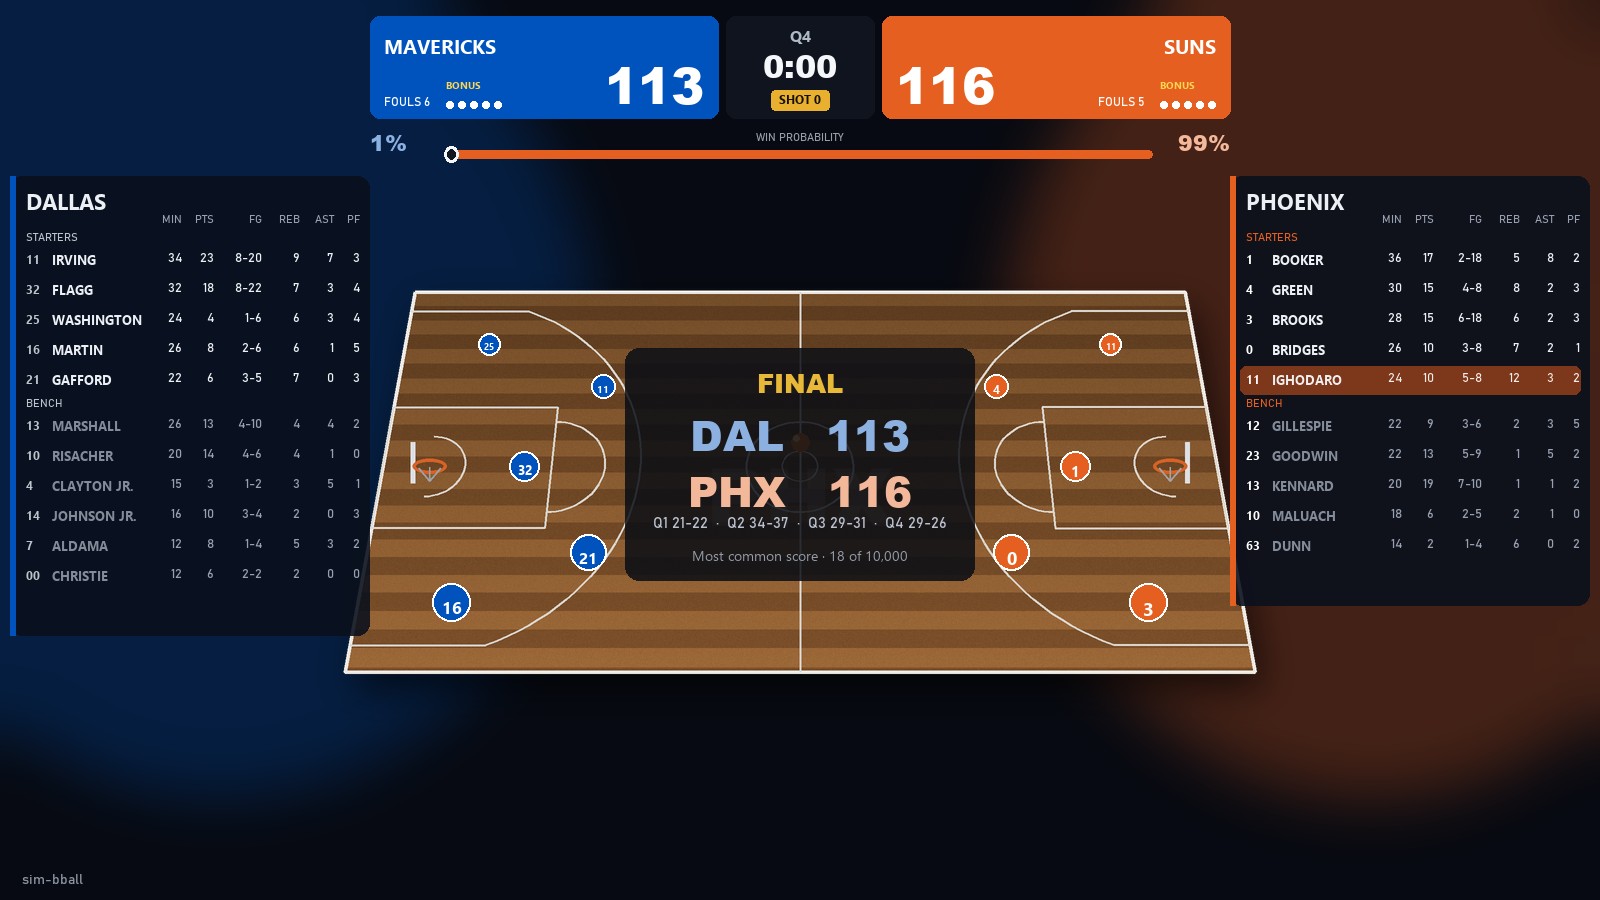 MAVERICKS
FOULS 6
BONUS
113
Q4
0:00
SHOT 0
SUNS
116
FOULS 5
BONUS
1%
WIN PROBABILITY
99%
DALLAS
MIN PTS FG REB AST PF
STARTERS
11 IRVING 34 23 8-20 9 7 3
32 FLAGG 32 18 8-22 7 3 4
25 WASHINGTON 24 4 1-6 6 3 4
16 MARTIN 26 8 2-6 6 1 5
21 GAFFORD 22 6 3-5 7 0 3
BENCH
13 MARSHALL 26 13 4-10 4 4 2
10 RISACHER 20 14 4-6 4 1 0
4 CLAYTON JR. 15 3 1-2 3 5 1
14 JOHNSON JR. 16 10 3-4 2 0 3
7 ALDAMA 12 8 1-4 5 3 2
00 CHRISTIE 12 6 2-2 2 0 0
25
11
32
21
16
FINAL
DAL 113
PHX 116
Q1 21-22 · Q2 34-37 · Q3 29-31 · Q4 29-26
Most common score · 18 of 10,000
11
4
1
0
3
PHOENIX
MIN PTS FG REB AST PF
STARTERS
1 BOOKER 36 17 2-18 5 8 2
4 GREEN 30 15 4-8 8 2 3
3 BROOKS 28 15 6-18 6 2 3
0 BRIDGES 26 10 3-8 7 2 1
11 IGHODARO 24 10 5-8 12 3 2
BENCH
12 GILLESPIE 22 9 3-6 2 3 5
23 GOODWIN 22 13 5-9 1 5 2
13 KENNARD 20 19 7-10 1 1 2
10 MALUACH 18 6 2-5 2 1 0
63 DUNN 14 2 1-4 6 0 2
sim-bball